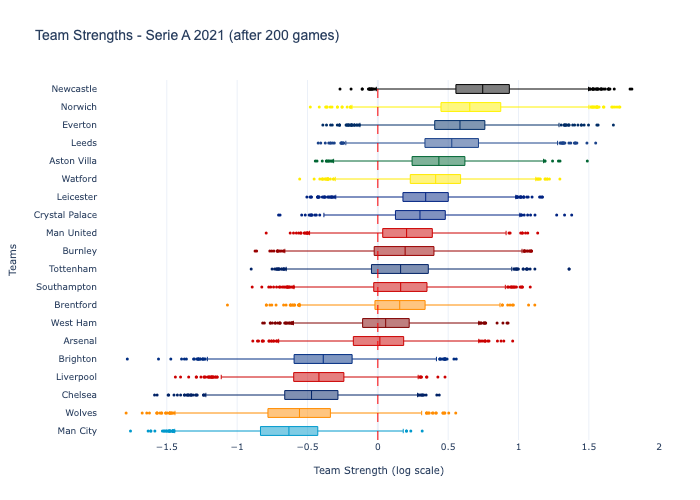 Team Strengths - Serie A 2021 (after 200 games)
Newcastle
Norwich
Everton
Leeds
Aston Villa
Watford
Leicester
Crystal Palace
Man United
Burnley
Tottenham
Southampton
Brentford
West Ham
Arsenal
Brighton
Liverpool
Chelsea
Wolves
Man City
Teams
−1.5 −1 −0.5 0 0.5 1 1.5 2
Team Strength (log scale)